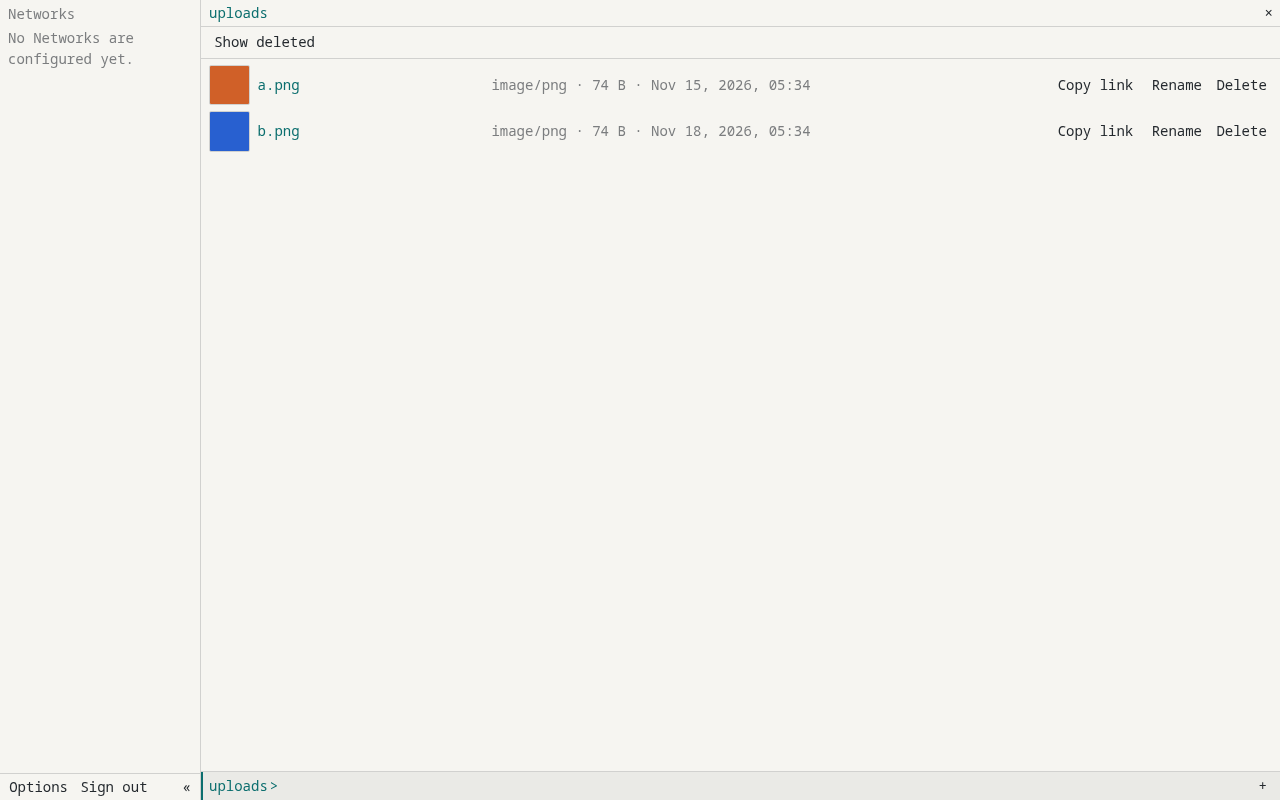 Networks
No Networks are
configured yet.
Options Sign out «
uploads ×
Show deleted
a.png image/png · 74 B · Nov 15, 2026, 05:34 Copy link Rename Delete
b.png image/png · 74 B · Nov 18, 2026, 05:34 Copy link Rename Delete
uploads> +